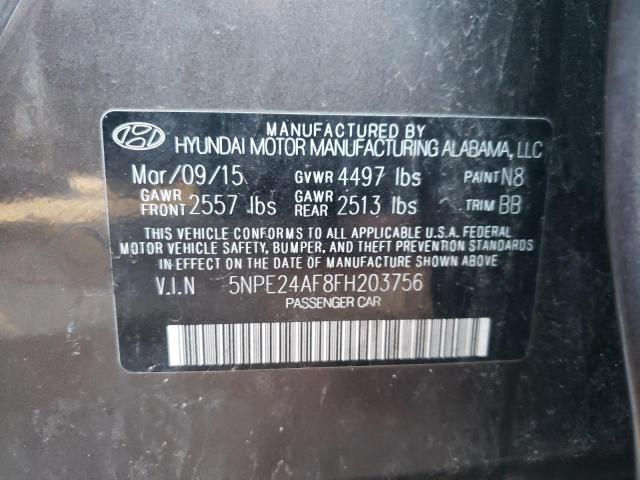 MANUFACTURED BY
HYUNDAI MOTOR MANUFACTURING ALABAMA, LLC
Mar/09/15 GVWR 4497 lbs PAINT N8
GAWR FRONT 2557 lbs GAWR REAR 2513 lbs TRIM BB
THIS VEHICLE CONFORMS TO ALL APPLICABLE U.S.A. FEDERAL
MOTOR VEHICLE SAFETY, BUMPER, AND THEFT PREVENTION STANDARDS
IN EFFECT ON THE DATE OF MANUFACTURE SHOWN ABOVE.
V.I.N 5NPE24AF8FH203756
PASSENGER CAR